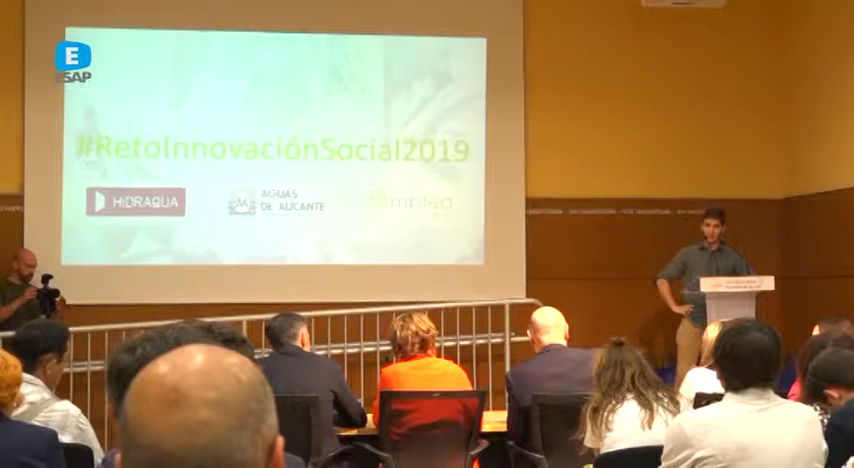 E
ESAP
#RetoInnovaciónSocial2019
HIDRAQUA
AGUAS
DE ALICANTE